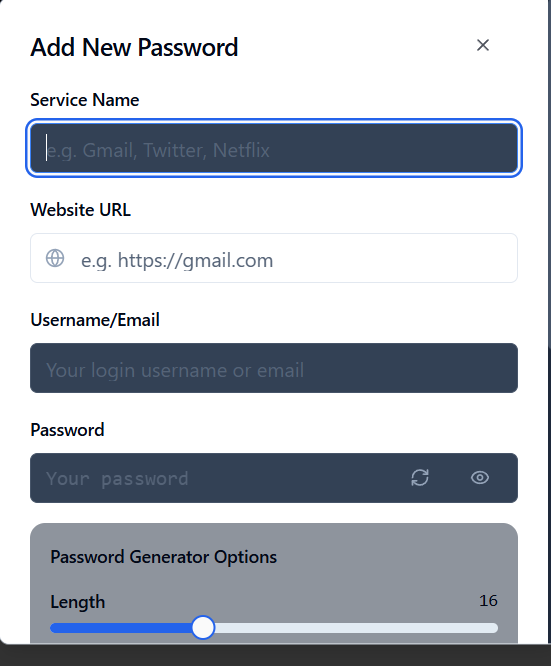 Add New Password
Service Name
e.g. Gmail, Twitter, Netflix
Website URL
e.g. https://gmail.com
Username/Email
Your login username or email
Password
Your password
Password Generator Options
Length 16